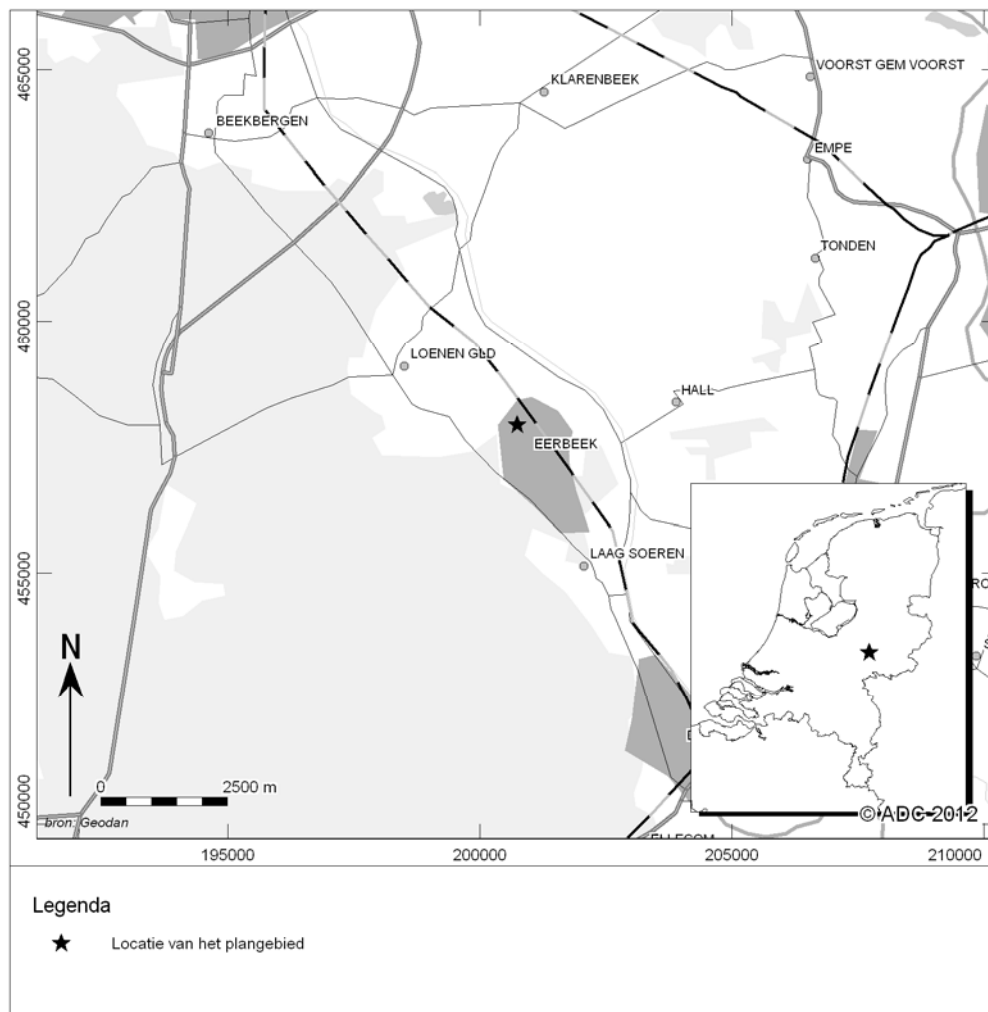 465000
460000
455000
450000
VOORST GEM VOORST
KLARENBEEK
BEEKBERGEN
EMPE
TONDEN
LOENEN GLD
HALL
EERBEEK
LAAG SOEREN
N
0 2500 m
bron: Geodan
© ADC 2012
195000 200000 205000 210000
Legenda
Locatie van het plangebied